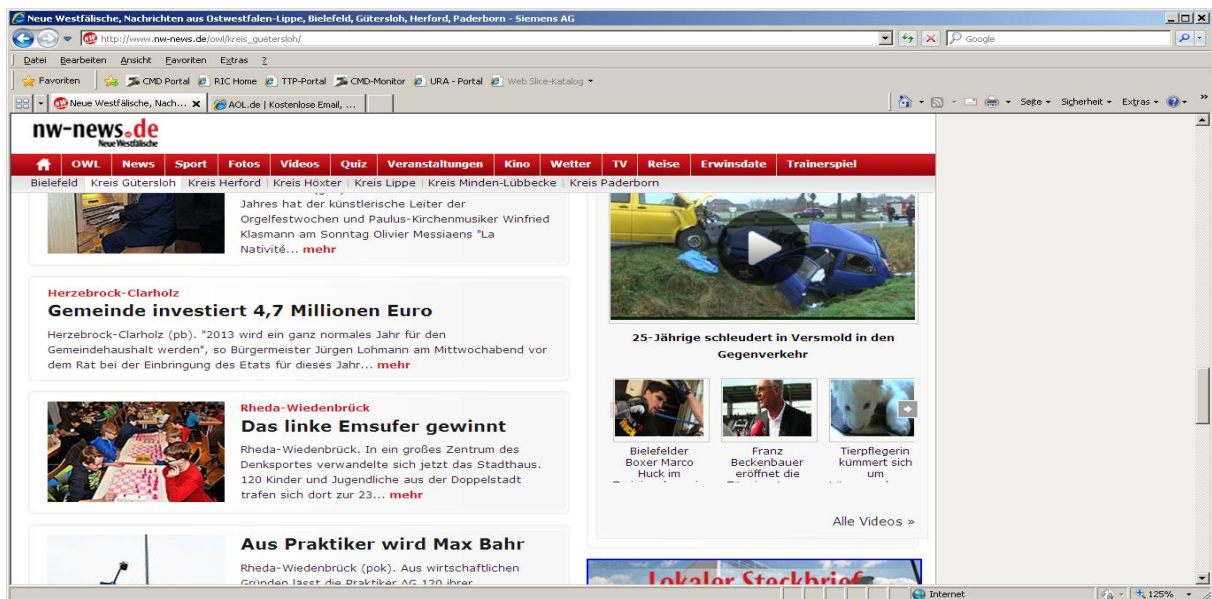 Neue Westfälische, Nachrichten aus Ostwestfalen-Lippe, Bielefeld, Gütersloh, Herford, Paderborn - Siemens AG
http://www.nw-news.de/owl/kreis_guetersloh/
Google
Datei Bearbeiten Ansicht Favoriten Extras ?
Favoriten CMD Portal RIC Home TTP-Portal CMD-Monitor URA - Portal Web Slice-Katalog
Neue Westfälische, Nach... AOL.de | Kostenlose Email, ...
Seite Sicherheit Extras
nw-news.de
Neue Westfälische
OWL News Sport Fotos Videos Quiz Veranstaltungen Kino Wetter TV Reise Erwinsdate Trainerspiel
Bielefeld Kreis Gütersloh Kreis Herford | Kreis Höxter | Kreis Lippe | Kreis Minden-Lübbecke | Kreis Paderborn
Jahres hat der künstlerische Leiter der
Orgelfestwochen und Paulus-Kirchenmusiker Winfried
Klasmann am Sonntag Olivier Messiaens "La
Nativité... mehr
Herzebrock-Clarholz
Gemeinde investiert 4,7 Millionen Euro
Herzebrock-Clarholz (pb). "2013 wird ein ganz normales Jahr für den
Gemeindehaushalt werden", so Bürgermeister Jürgen Lohmann am Mittwochabend vor
dem Rat bei der Einbringung des Etats für dieses Jahr... mehr
Rheda-Wiedenbrück
Das linke Emsufer gewinnt
Rheda-Wiedenbrück. In ein großes Zentrum des
Denksportes verwandelte sich jetzt das Stadthaus.
120 Kinder und Jugendliche aus der Doppelstadt
trafen sich dort zur 23... mehr
Aus Praktiker wird Max Bahr
Rheda-Wiedenbrück (pok). Aus wirtschaftlichen
Gründen lässt die Praktiker AG 120 ihrer
25-Jährige schleudert in Versmold in den
Gegenverkehr
Bielefelder
Boxer Marco
Huck im
Franz
Beckenbauer
eröffnet die
Tierpflegerin
kümmert sich
um
Alle Videos »
Lokaler Steckbrief
Internet
125%